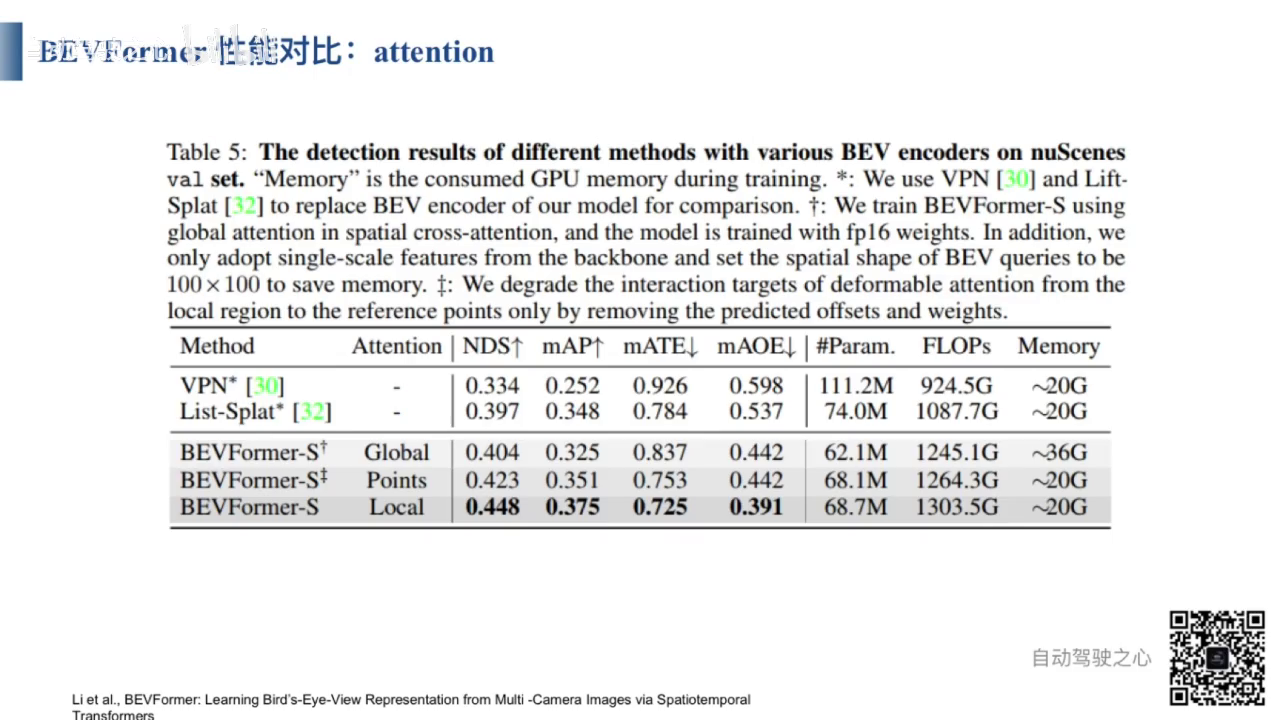 BEVFormer 性能对比：attention
Table 5: The detection results of different methods with various BEV encoders on nuScenes
val set. “Memory” is the consumed GPU memory during training. *: We use VPN [30] and Lift-
Splat [32] to replace BEV encoder of our model for comparison. †: We train BEVFormer-S using
global attention in spatial cross-attention, and the model is trained with fp16 weights. In addition, we
only adopt single-scale features from the backbone and set the spatial shape of BEV queries to be
100×100 to save memory. ‡: We degrade the interaction targets of deformable attention from the
local region to the reference points only by removing the predicted offsets and weights.
Method Attention NDS↑ mAP↑ mATE↓ mAOE↓ #Param. FLOPs Memory
VPN* [30] - 0.334 0.252 0.926 0.598 111.2M 924.5G ~20G
List-Splat* [32] - 0.397 0.348 0.784 0.537 74.0M 1087.7G ~20G
BEVFormer-S† Global 0.404 0.325 0.837 0.442 62.1M 1245.1G ~36G
BEVFormer-S‡ Points 0.423 0.351 0.753 0.442 68.1M 1264.3G ~20G
BEVFormer-S Local 0.448 0.375 0.725 0.391 68.7M 1303.5G ~20G
自动驾驶之心
Li et al., BEVFormer: Learning Bird’s-Eye-View Representation from Multi -Camera Images via Spatiotemporal
Transformers